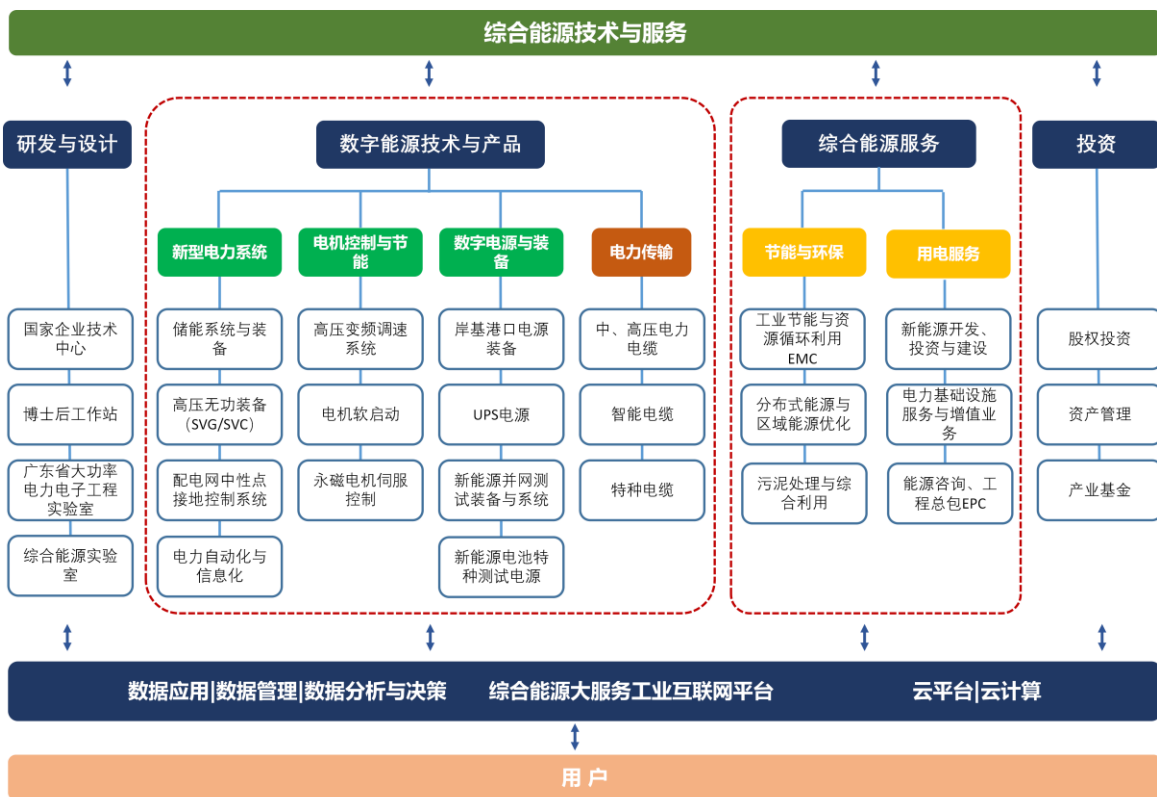 综合能源技术与服务
研发与设计
数字能源技术与产品
综合能源服务
投资
新型电力系统
电机控制与节
能
数字电源与装
备
电力传输
节能与环保
用电服务
国家企业技术
中心
储能系统与装
备
高压变频调速
系统
岸基港口电源
装备
中、高压电力
电缆
工业节能与资
源循环利用
EMC
新能源开发、
投资与建设
股权投资
博士后工作站
高压无功装备
(SVG/SVC)
电机软启动
UPS电源
智能电缆
分布式能源与
区域能源优化
电力基础设施
服务与增值业
务
资产管理
广东省大功率
电力电子工程
实验室
配电网中性点
接地控制系统
永磁电机伺服
控制
新能源并网测
试装备与系统
特种电缆
污泥处理与综
合利用
能源咨询、工
程总包EPC
产业基金
综合能源实验
室
电力自动化与
信息化
新能源电池特
种测试电源
数据应用|数据管理|数据分析与决策 综合能源大服务工业互联网平台 云平台|云计算
用 户